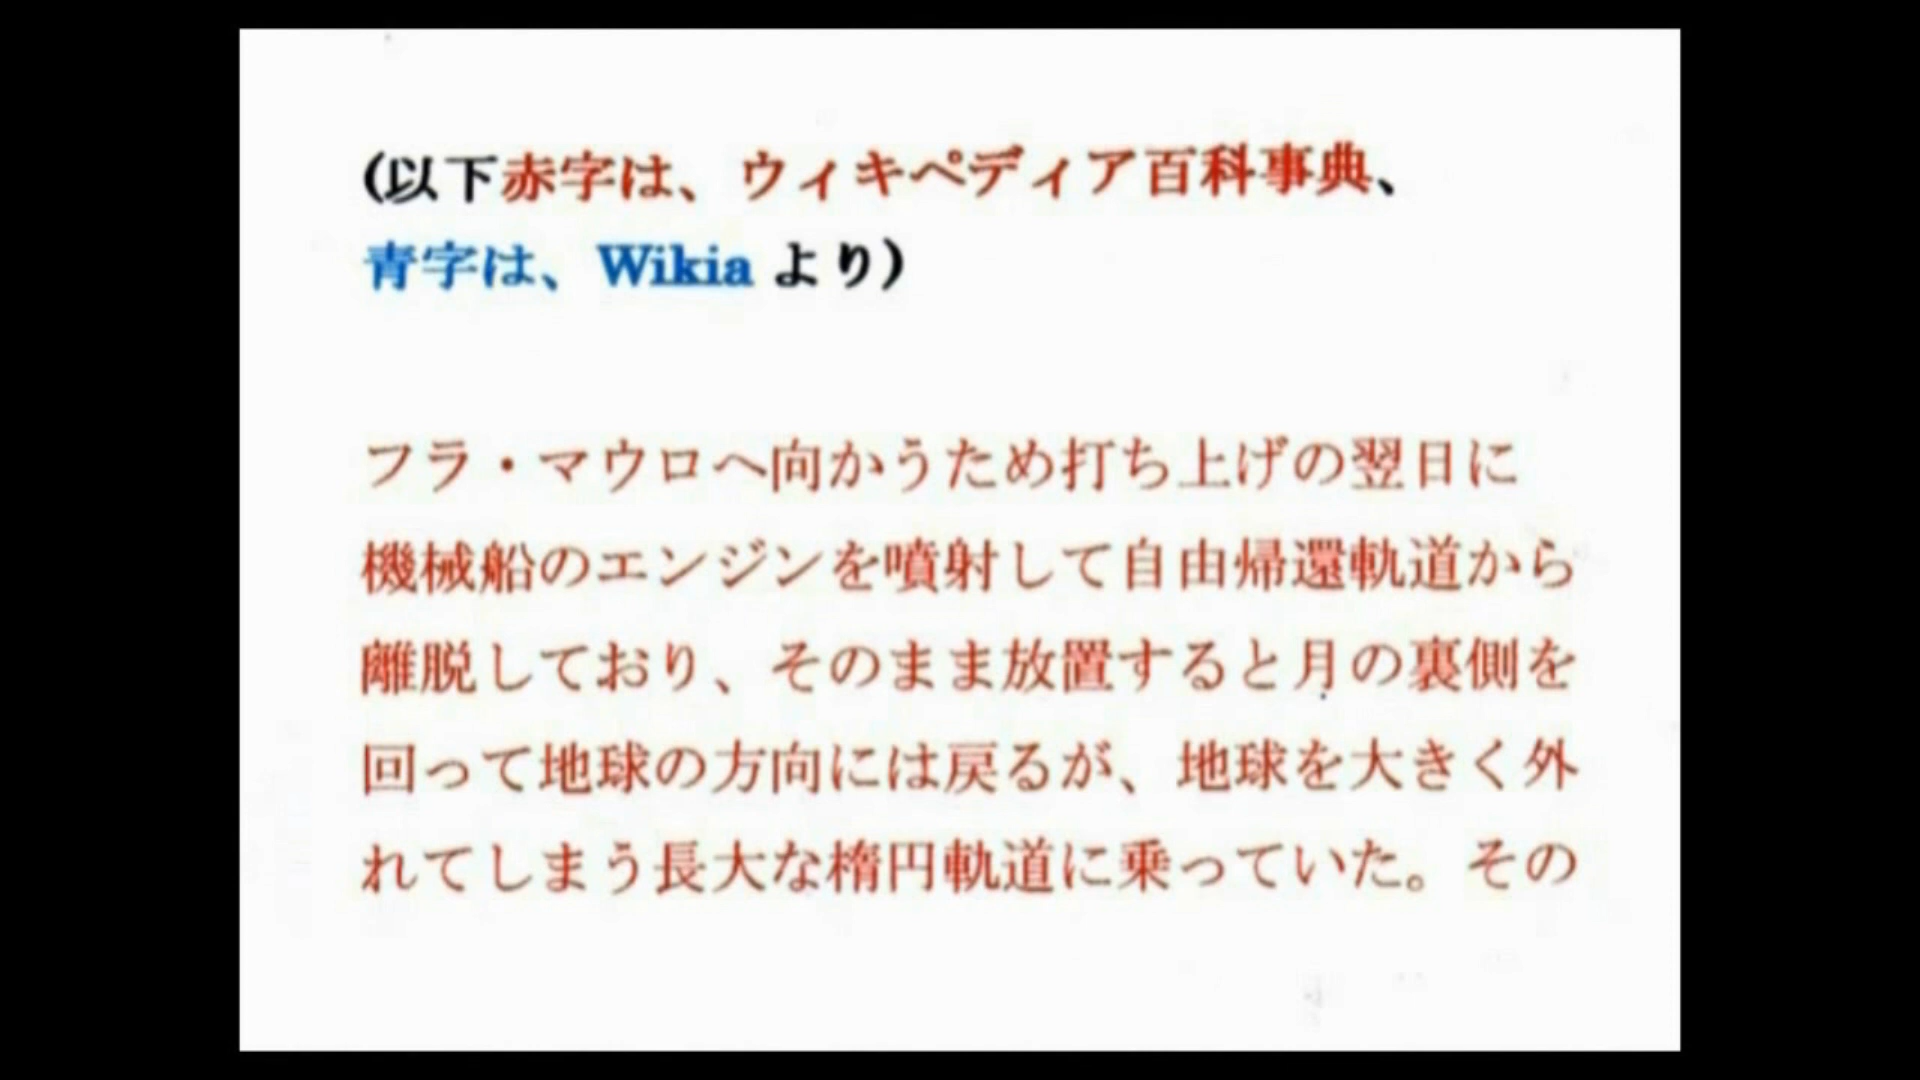 (以下赤字は、ウィキペディア百科事典、
青字は、Wikia より)
フラ・マウロへ向かうため打ち上げの翌日に
機械船のエンジンを噴射して自由帰還軌道から
離脱しており、そのまま放置すると月の裏側を
回って地球の方向には戻るが、地球を大きく外
れてしまう長大な楕円軌道に乗っていた。その